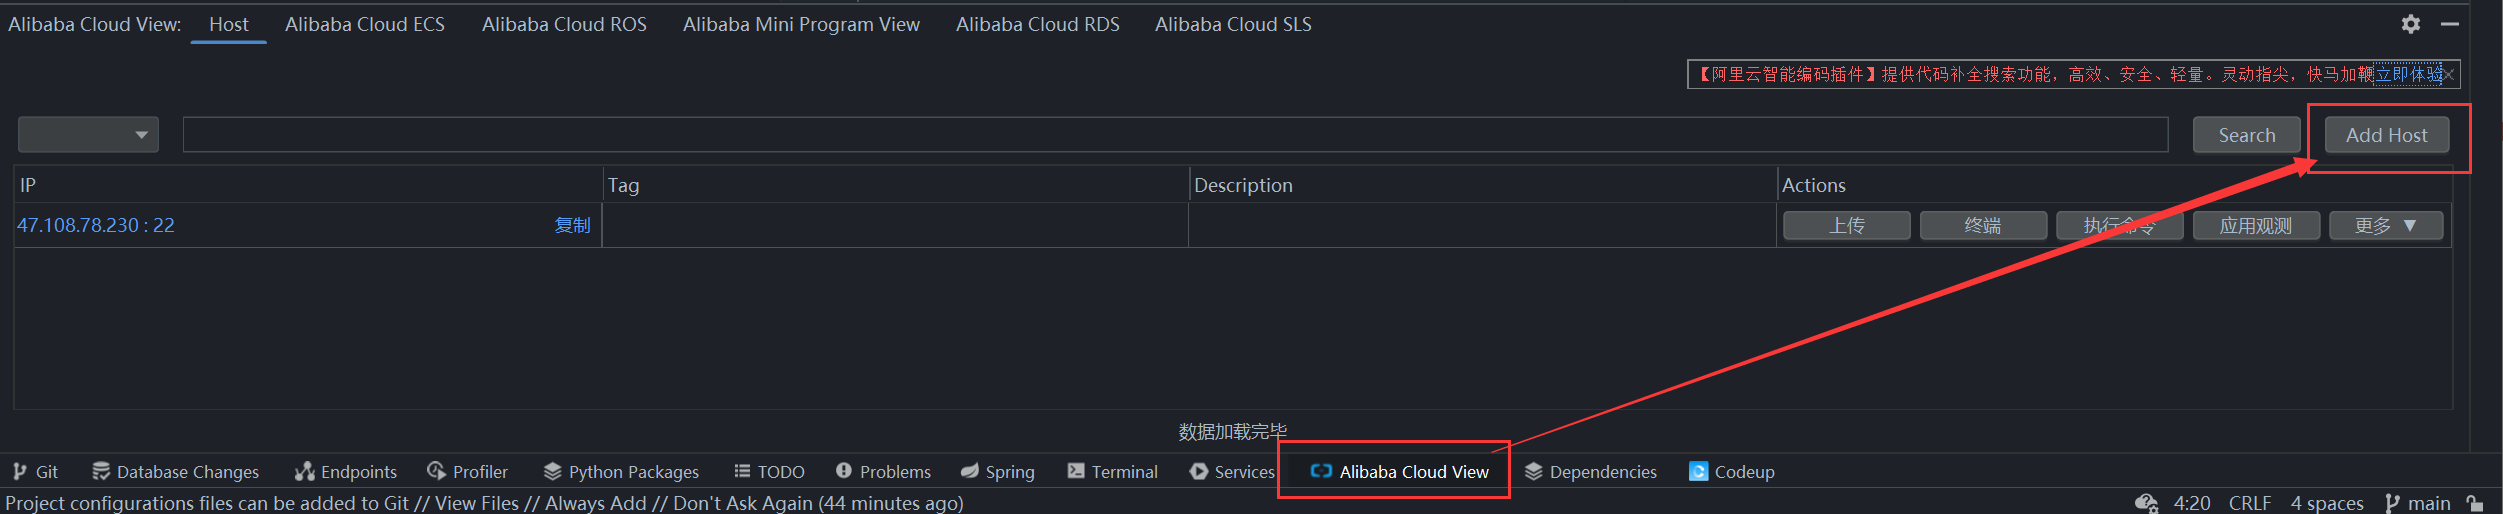 Alibaba Cloud View: Host Alibaba Cloud ECS Alibaba Cloud ROS Alibaba Mini Program View Alibaba Cloud RDS Alibaba Cloud SLS
【阿里云智能编码插件】提供代码补全搜索功能，高效、安全、轻量。灵动指尖，快马加鞭立即体验
Search Add Host
IP Tag Description Actions
47.108.78.230 : 22 复制 上传 终端 执行命令 应用观测 更多 ▼
数据加载完毕
Git Database Changes Endpoints Profiler Python Packages TODO Problems Spring Terminal Services Alibaba Cloud View Dependencies Codeup
Project configurations files can be added to Git // View Files // Always Add // Don't Ask Again (44 minutes ago) 4:20 CRLF 4 spaces main